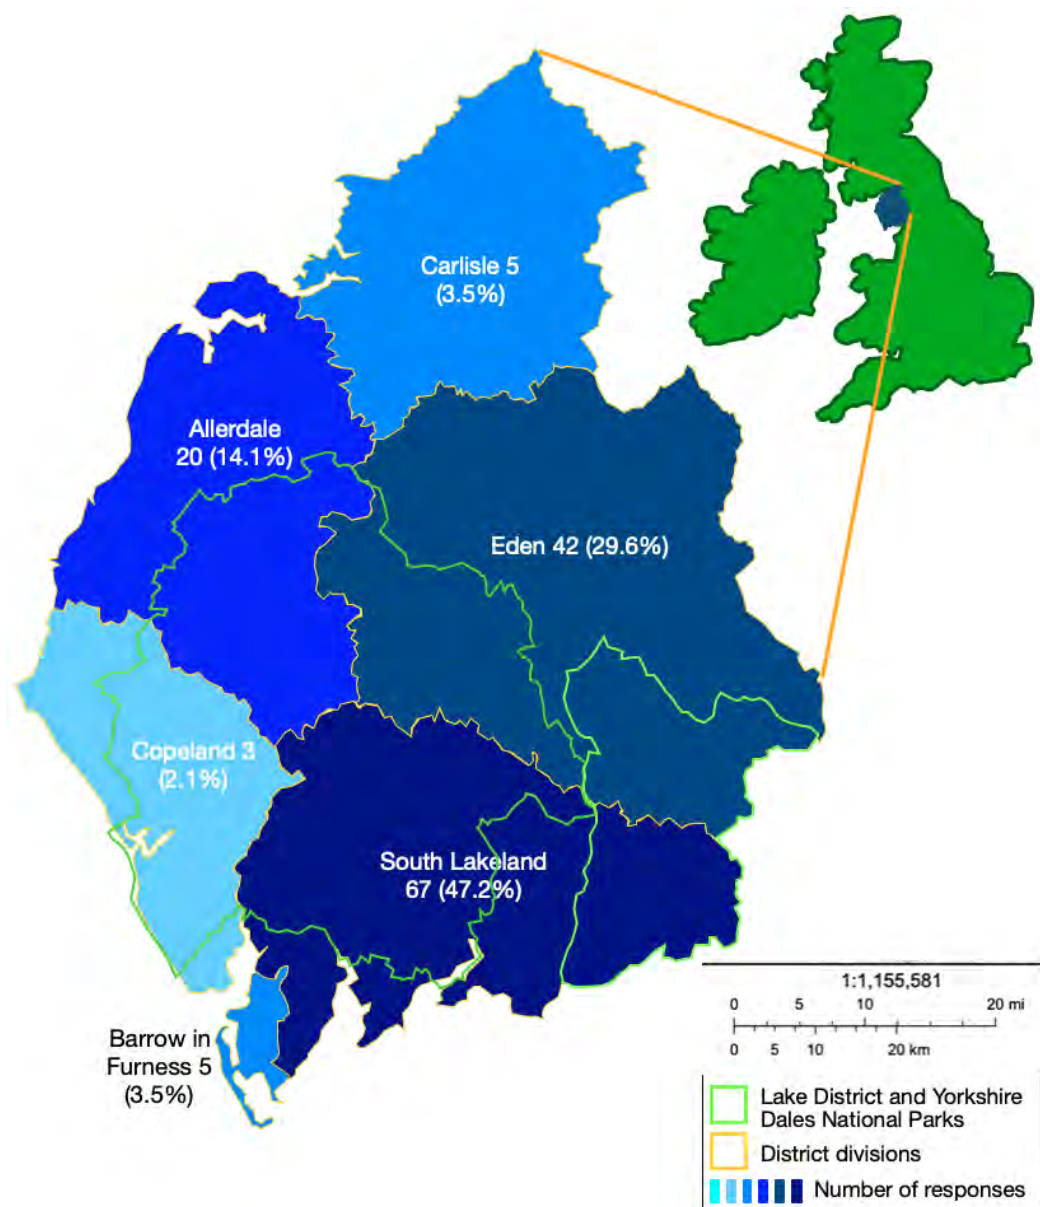 Carlisle 5
(3.5%)
Allerdale
20 (14.1%)
Eden 42 (29.6%)
Copeland 3
(2.1%)
South Lakeland
67 (47.2%)
Barrow in
Furness 5
(3.5%)
1:1,155,581
0 5 10 20 mi
0 5 10 20 km
Lake District and Yorkshire
Dales National Parks
District divisions
Number of responses